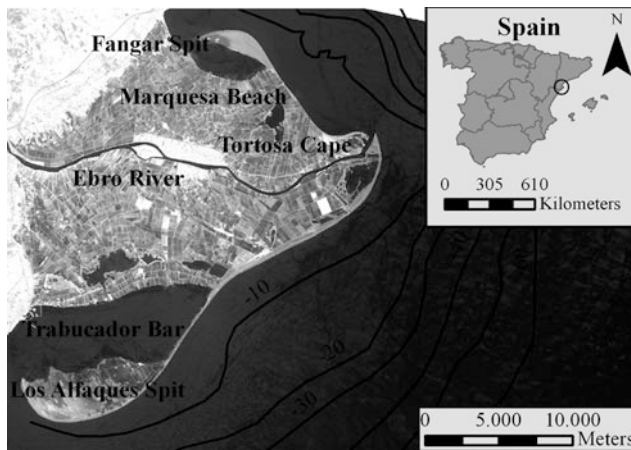 Fangar Spit
Marquesa Beach
Tortosa Cape
Ebro River
-10
-20
-30
Trabucador Bar
Los Alfaques Spit
Spain
N
0 305 610
Kilometers
0 5.000 10.000
Meters